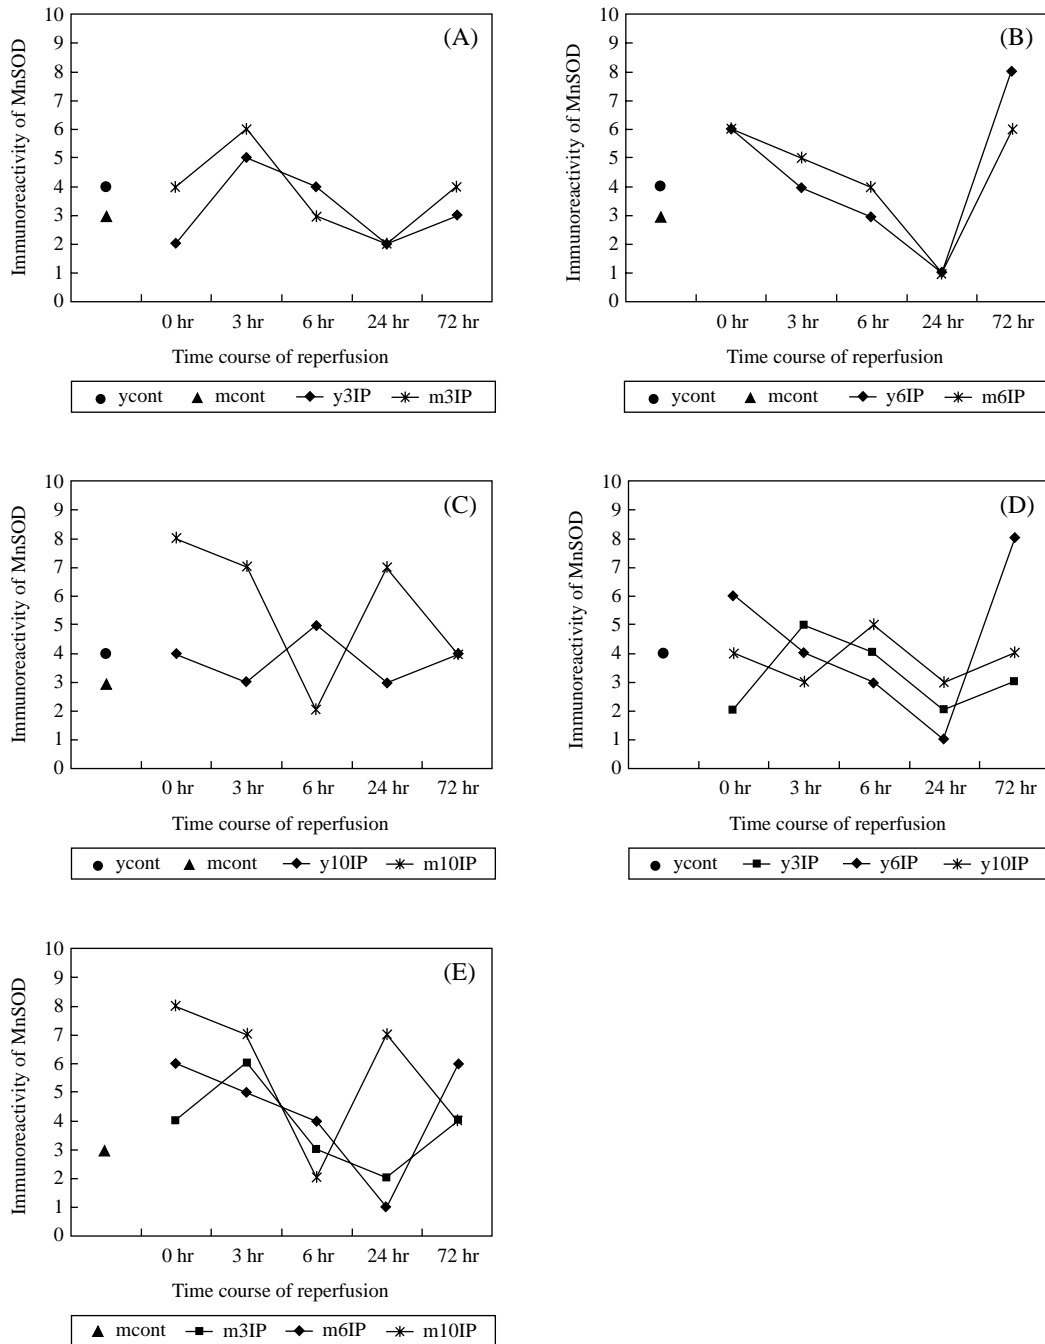 (A)
Immunoreactivity of MnSOD
10
9
8
7
6
5
4
3
2
1
0
0 hr 3 hr 6 hr 24 hr 72 hr
Time course of reperfusion
ycont mcont y3IP m3IP
(B)
Immunoreactivity of MnSOD
10
9
8
7
6
5
4
3
2
1
0
0 hr 3 hr 6 hr 24 hr 72 hr
Time course of reperfusion
ycont mcont y6IP m6IP
(C)
Immunoreactivity of MnSOD
10
9
8
7
6
5
4
3
2
1
0
0 hr 3 hr 6 hr 24 hr 72 hr
Time course of reperfusion
ycont mcont y10IP m10IP
(D)
Immunoreactivity of MnSOD
10
9
8
7
6
5
4
3
2
1
0
0 hr 3 hr 6 hr 24 hr 72 hr
Time course of reperfusion
ycont y3IP y6IP y10IP
(E)
Immunoreactivity of MnSOD
10
9
8
7
6
5
4
3
2
1
0
0 hr 3 hr 6 hr 24 hr 72 hr
Time course of reperfusion
mcont m3IP m6IP m10IP